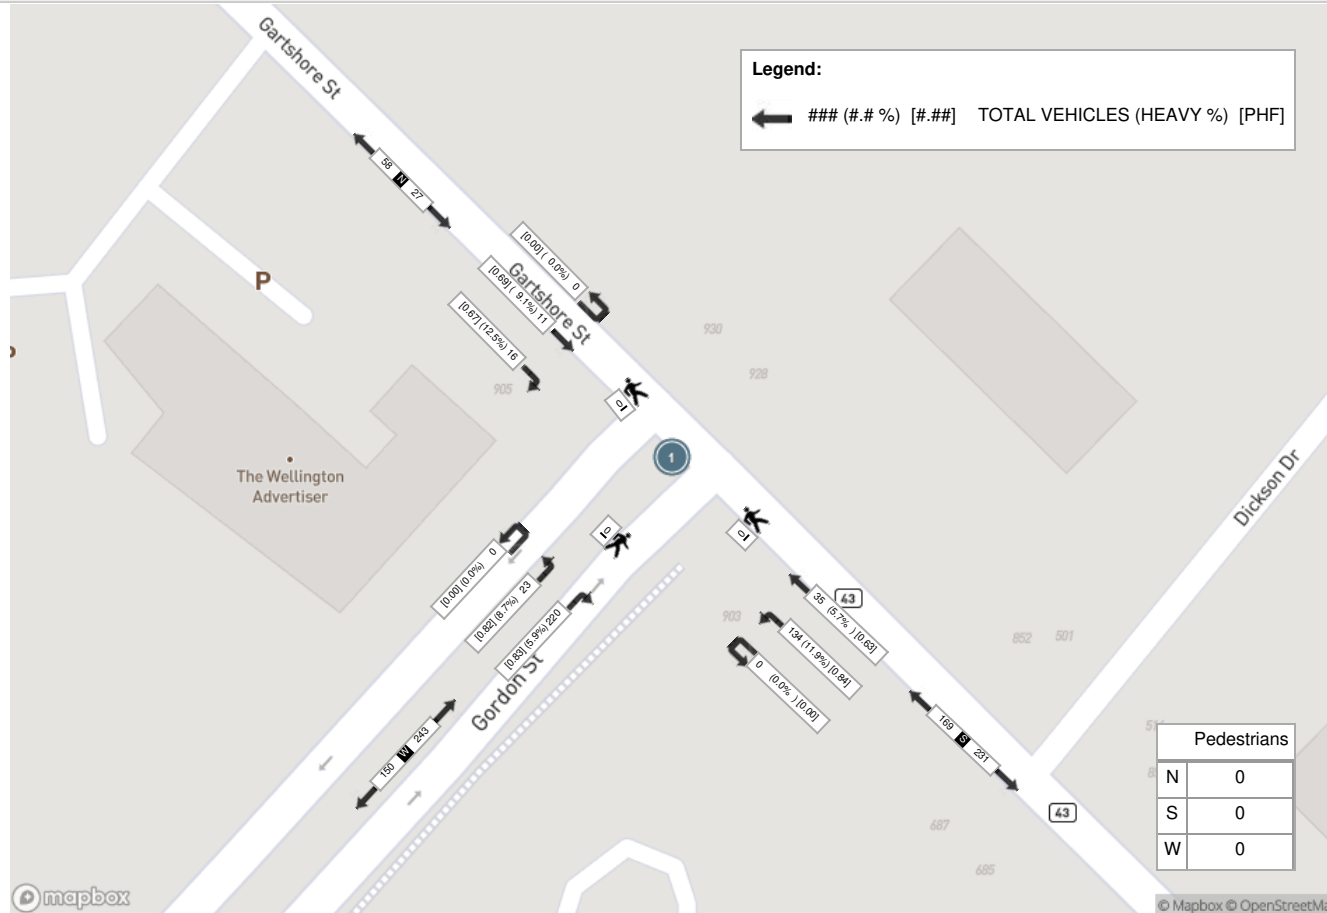 Gartshore St
Legend:
### (#.# %) [#.##] TOTAL VEHICLES (HEAVY %) [PHF]
58 N 27
[0.00] ( 0.0%) 0
[0.69] ( 9.1%) 11
Gartshore St
[0.67] (12.5%) 16
P
930
928
905
0
1
The Wellington
Advertiser
Dickson Dr
0
0
[0.00] (0.0%) 0
[0.82] (8.7%) 23
[0.83] (5.9%) 220
Gordon St
35 (5.7% ) [0.63]
43
134 (11.9%) [0.84]
0 (0.0% ) [0.00]
903
852
501
150 W 243
169 S 231
43
687
685
Pedestrians
N 0
S 0
W 0
mapbox
© Mapbox © OpenStreetMa